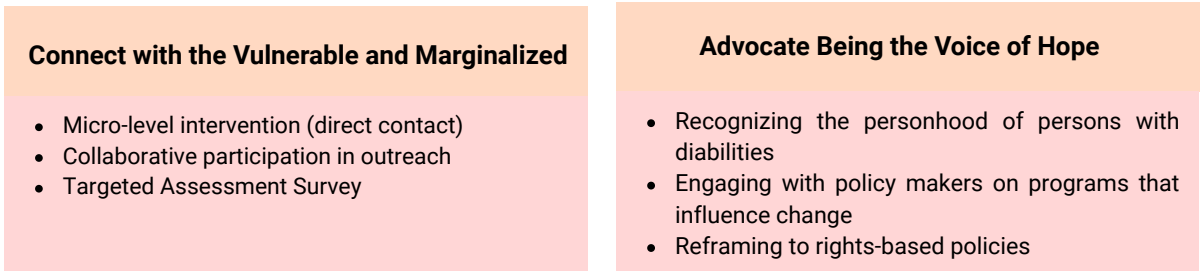 Connect with the Vulnerable and Marginalized
• Micro-level intervention (direct contact)
• Collaborative participation in outreach
• Targeted Assessment Survey
Advocate Being the Voice of Hope
• Recognizing the personhood of persons with
disabilities
• Engaging with policy makers on programs that
influence change
• Reframing to rights-based policies